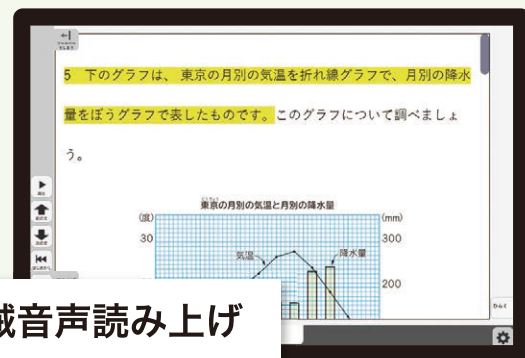 5 下のグラフは、 東京の月別の気温を折れ線グラフで、月別の降水
量をぼうグラフで表したものです。このグラフについて調べましょ
う。
東京の月別の気温と月別の降水量
(度)
(mm)
30
300
気温
降水量
200
械音声読み上げ